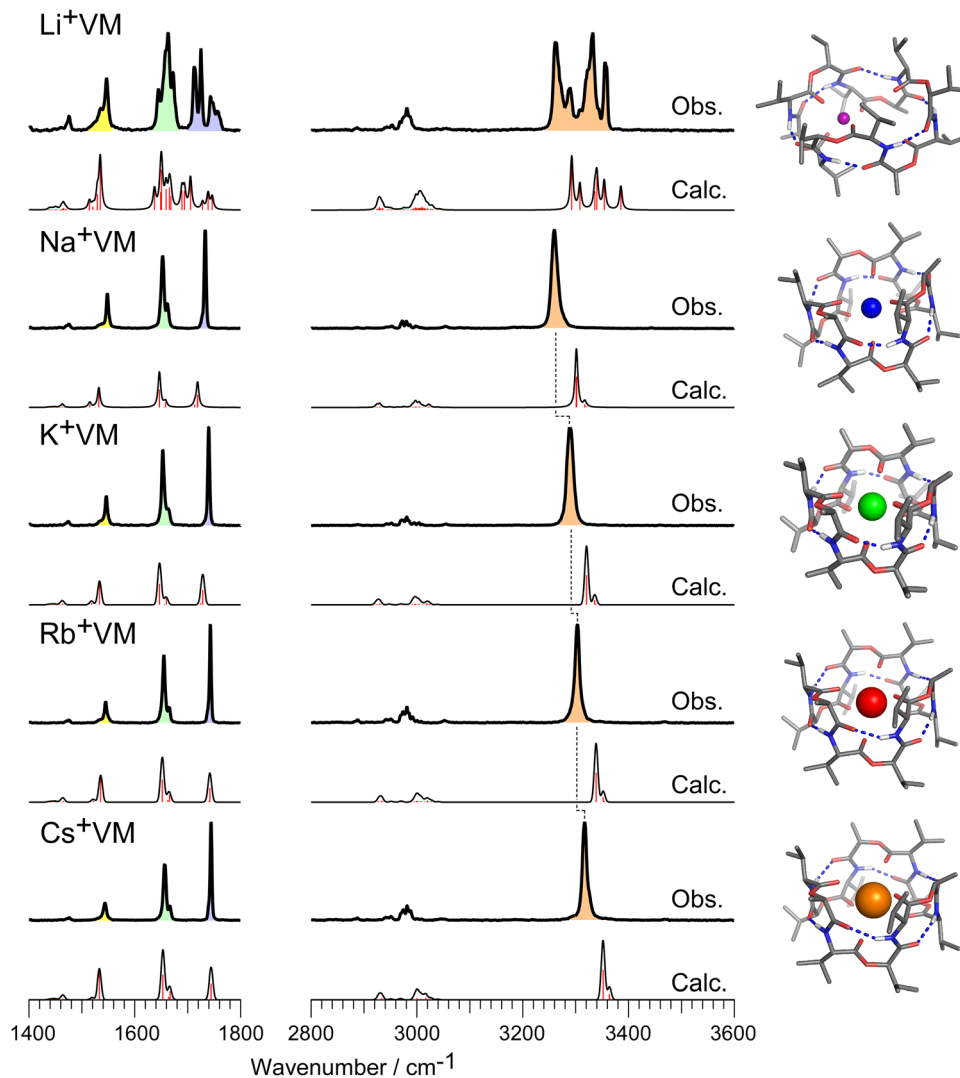 Li⁺VM
Obs.
Calc.
Na⁺VM
Obs.
Calc.
K⁺VM
Obs.
Calc.
Rb⁺VM
Obs.
Calc.
Cs⁺VM
Obs.
Calc.
1400 1600 1800 2800 3000 3200 3400 3600
Wavenumber / cm⁻¹